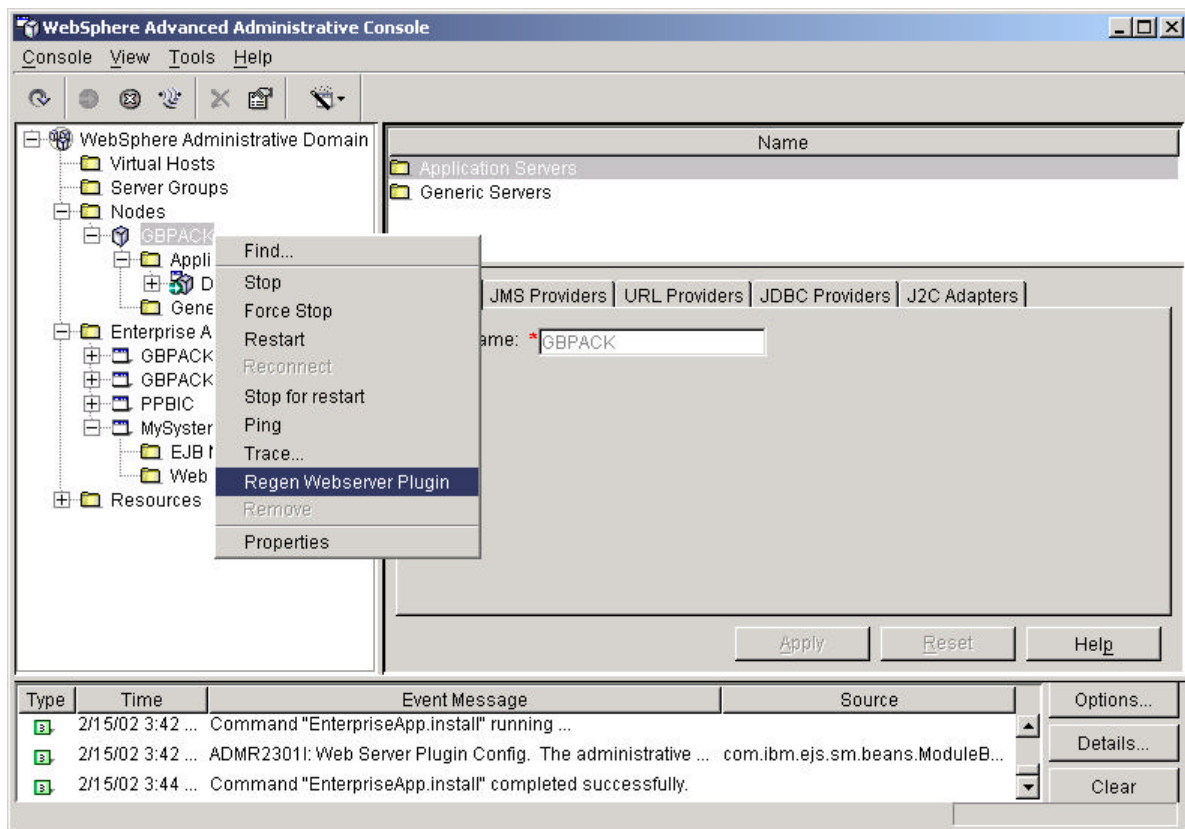 WebSphere Advanced Administrative Console
Console View Tools Help
WebSphere Administrative Domain
Virtual Hosts
Server Groups
Nodes
GBPACK
Appli
D
Gene
Enterprise A
GBPACK
GBPACK
PPBIC
MySyster
EJB
Web
Resources
Find...
Stop
Force Stop
Restart
Reconnect
Stop for restart
Ping
Trace...
Regen Webserver Plugin
Remove
Properties
Name
Application Servers
Generic Servers
JMS Providers URL Providers JDBC Providers J2C Adapters
ame: *GBPACK
Apply Reset Help
Type Time Event Message Source
2/15/02 3:42 ... Command "EnterpriseApp.install" running ...
2/15/02 3:42 ... ADMR2301I: Web Server Plugin Config. The administrative ... com.ibm.ejs.sm.beans.ModuleB...
2/15/02 3:44 ... Command "EnterpriseApp.install" completed successfully.
Options...
Details...
Clear